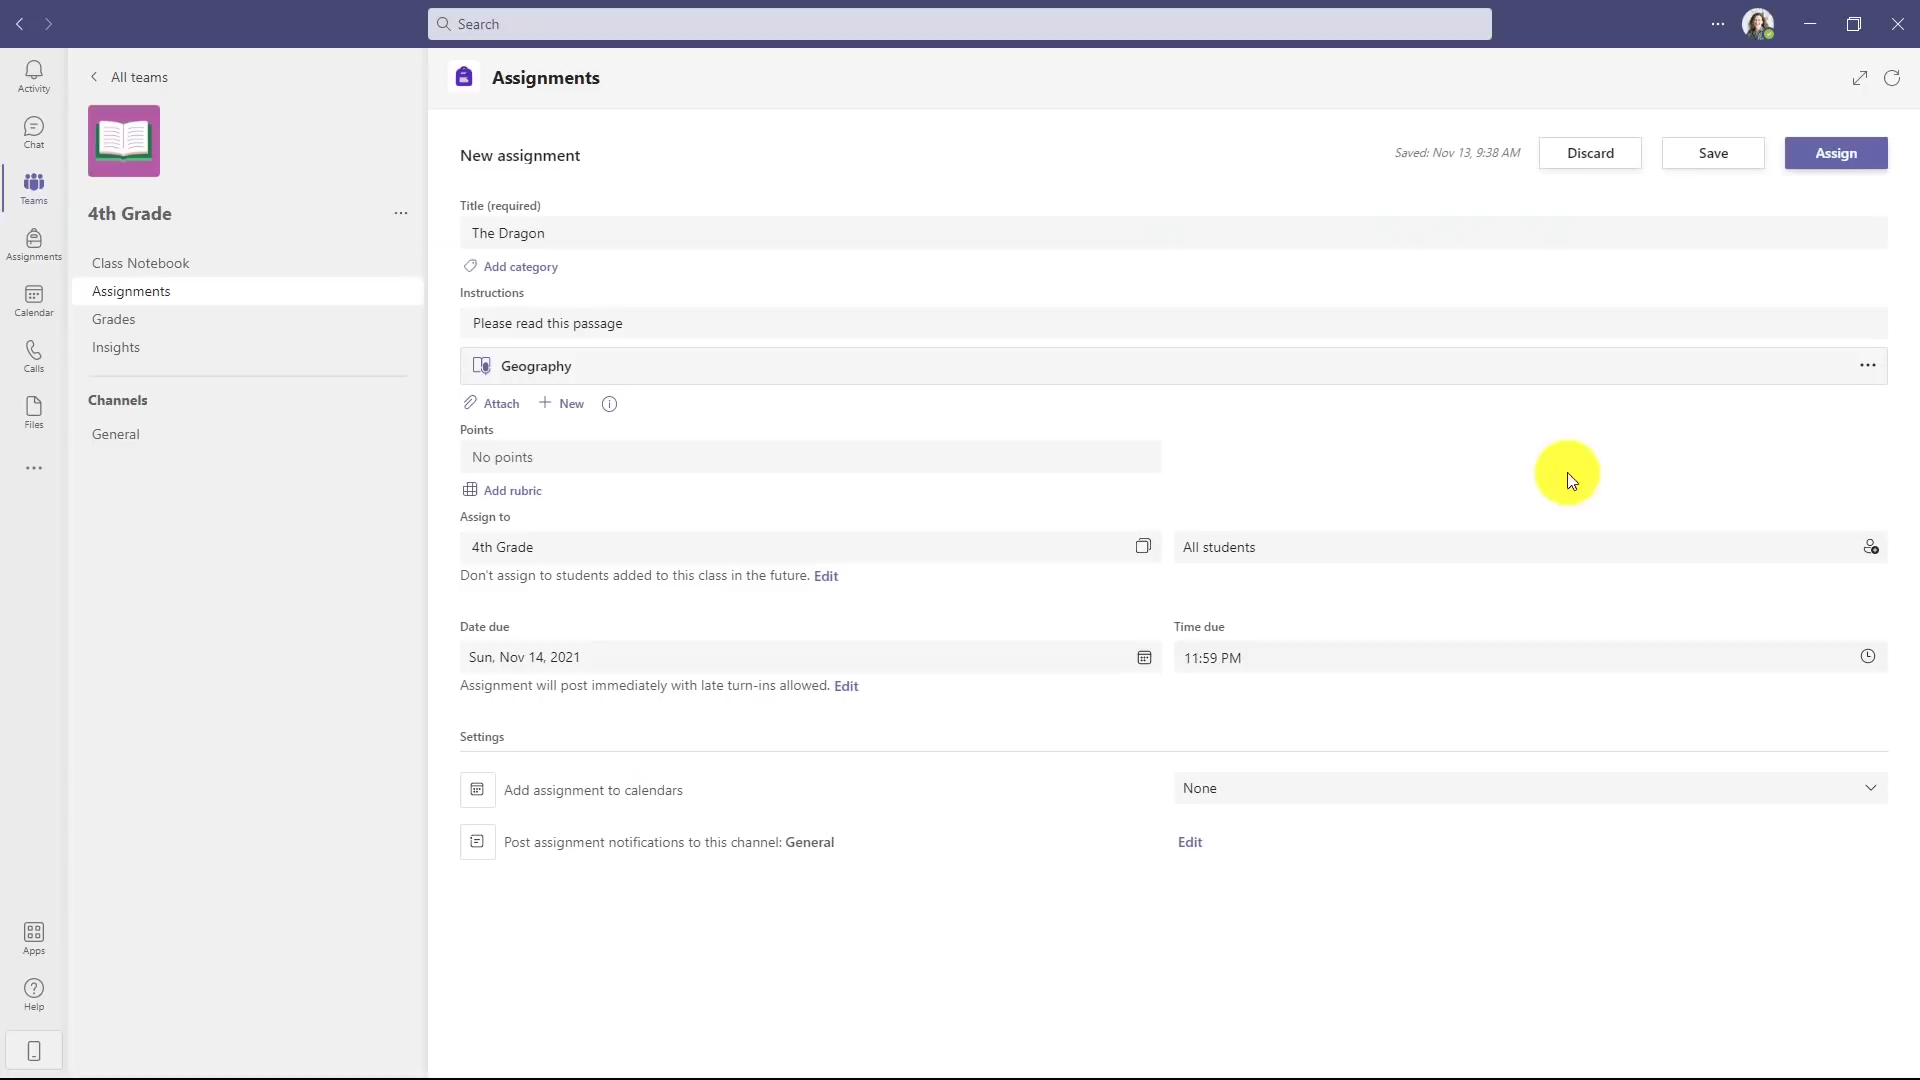 Search
Activity
Chat
Teams
Assignments
Calendar
Calls
Files
Apps
Help
All teams
4th Grade
Class Notebook
Assignments
Grades
Insights
Channels
General
Assignments
New assignment
Saved: Nov 13, 9:38 AM
Discard
Save
Assign
Title (required)
The Dragon
Add category
Instructions
Please read this passage
Geography
Attach
New
Points
No points
Add rubric
Assign to
4th Grade
All students
Don't assign to students added to this class in the future. Edit
Date due
Time due
Sun, Nov 14, 2021
11:59 PM
Assignment will post immediately with late turn-ins allowed. Edit
Settings
Add assignment to calendars
None
Post assignment notifications to this channel: General
Edit